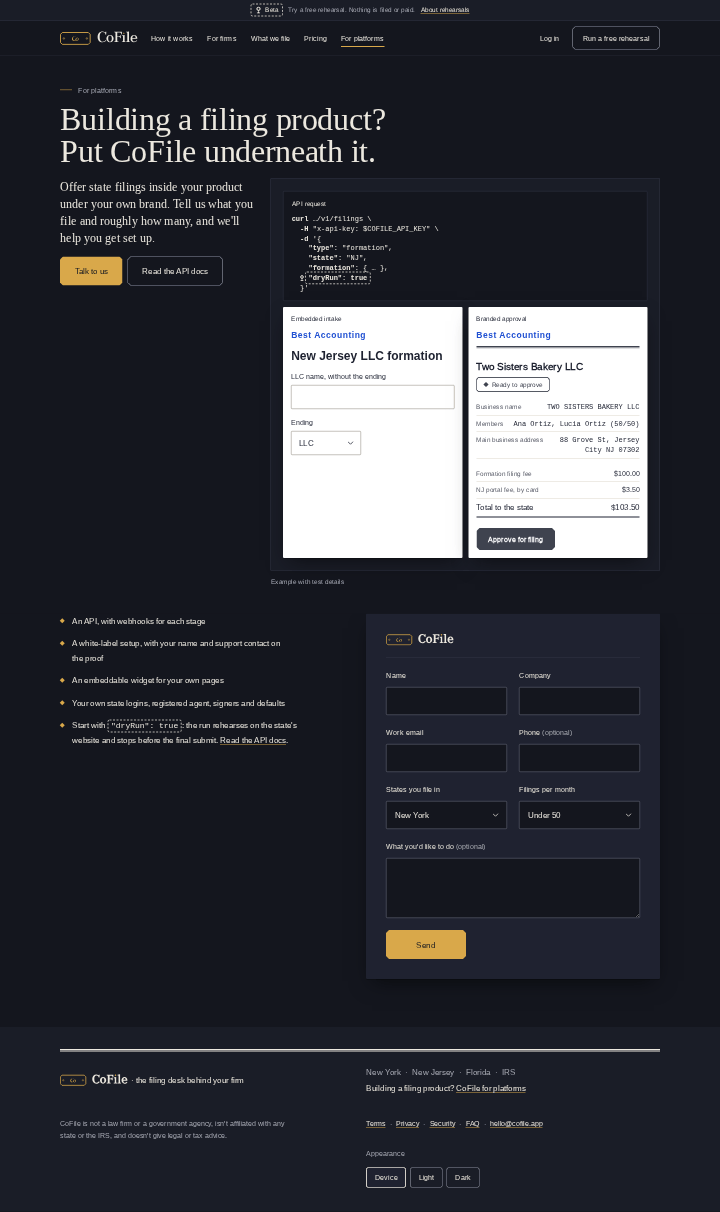 Beta Try a free rehearsal. Nothing is filed or paid. About rehearsals
Co CoFile How it works For firms What we file Pricing For platforms Log in Run a free rehearsal
For platforms
Building a filing product?
Put CoFile underneath it.
Offer state filings inside your product
under your own brand. Tell us what you
file and roughly how many, and we'll
help you get set up.
Talk to us Read the API docs
API request
curl …/v1/filings \
-H "x-api-key: $COFILE_API_KEY" \
-d '{
"type": "formation",
"state": "NJ",
"formation": { … },
"dryRun": true
}'
Embedded intake
Best Accounting
New Jersey LLC formation
LLC name, without the ending
Ending
LLC
Branded approval
Best Accounting
Two Sisters Bakery LLC
Ready to approve
Business name TWO SISTERS BAKERY LLC
Members Ana Ortiz, Lucia Ortiz (50/50)
Main business address 88 Grove St, Jersey
City NJ 07302
Formation filing fee $100.00
NJ portal fee, by card $3.50
Total to the state $103.50
Approve for filing
Example with test details
An API, with webhooks for each stage
A white-label setup, with your name and support contact on
the proof
An embeddable widget for your own pages
Your own state logins, registered agent, signers and defaults
Start with "dryRun": true: the run rehearses on the state's
website and stops before the final submit. Read the API docs.
Co CoFile
Name Company
Work email Phone (optional)
States you file in Filings per month
New York Under 50
What you'd like to do (optional)
Send
Co CoFile · the filing desk behind your firm
CoFile is not a law firm or a government agency, isn't affiliated with any
state or the IRS, and doesn't give legal or tax advice.
New York · New Jersey · Florida · IRS
Building a filing product? CoFile for platforms
Terms · Privacy · Security · FAQ · hello@cofile.app
Appearance
Device Light Dark